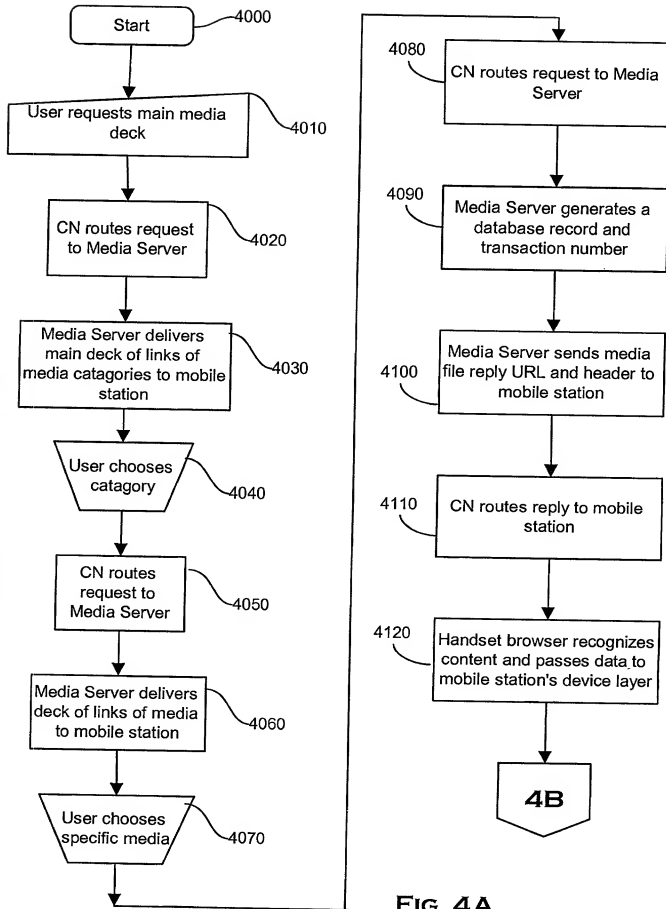 Start
4000
User requests main media
deck
4010
CN routes request
to Media Server
4020
Media Server delivers
main deck of links of
media catagories to mobile
station
4030
User chooses
catagory
4040
CN routes
request to
Media Server
4050
Media Server delivers
deck of links of media
to mobile station
4060
User chooses
specific media
4070
4080
CN routes request to Media
Server
4090
Media Server generates a
database record and
transaction number
4100
Media Server sends media
file reply URL and header to
mobile station
4110
CN routes reply to mobile
station
4120
Handset browser recognizes
content and passes data to
mobile station's device layer
4B
FIG. 4A